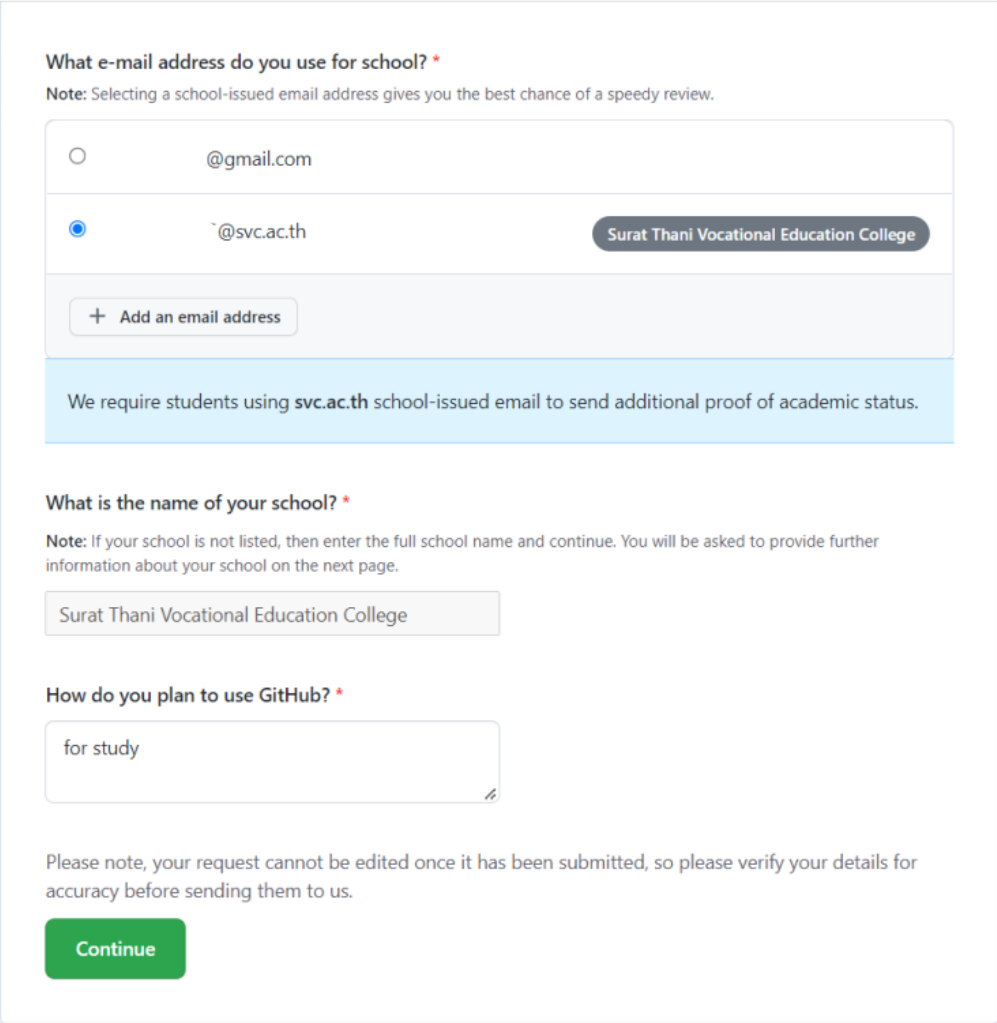 What e-mail address do you use for school? *
Note: Selecting a school-issued email address gives you the best chance of a speedy review.
@gmail.com
`@svc.ac.th
Surat Thani Vocational Education College
+ Add an email address
We require students using svc.ac.th school-issued email to send additional proof of academic status.
What is the name of your school? *
Note: If your school is not listed, then enter the full school name and continue. You will be asked to provide further
information about your school on the next page.
Surat Thani Vocational Education College
How do you plan to use GitHub? *
for study
Please note, your request cannot be edited once it has been submitted, so please verify your details for
accuracy before sending them to us.
Continue